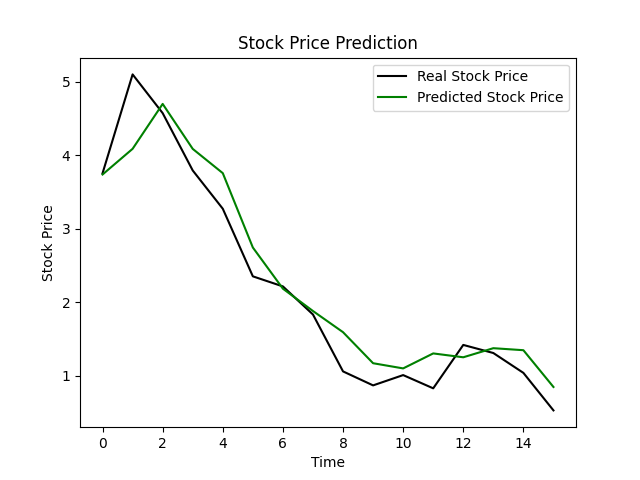 Stock Price Prediction
Real Stock Price
Predicted Stock Price
Stock Price
5
4
3
2
1
0 2 4 6 8 10 12 14
Time